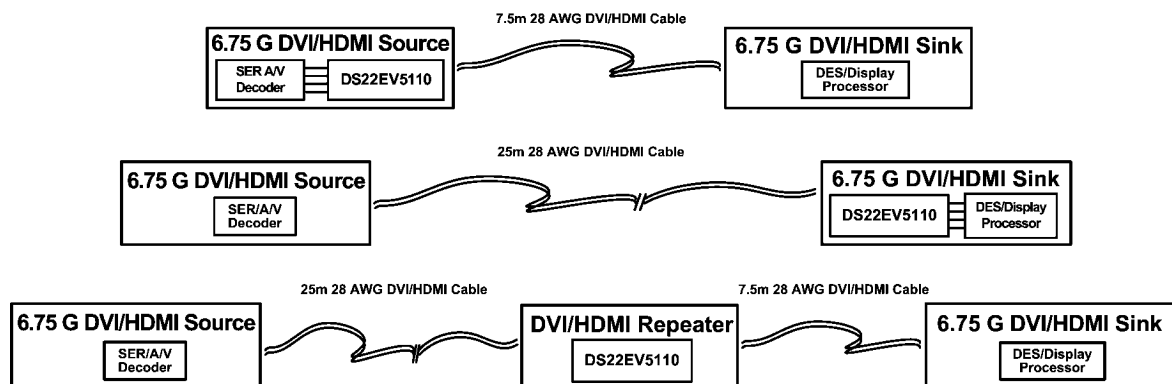 7.5m 28 AWG DVI/HDMI Cable
6.75 G DVI/HDMI Source
SER A/V
Decoder
DS22EV5110
6.75 G DVI/HDMI Sink
DES/Display
Processor
25m 28 AWG DVI/HDMI Cable
6.75 G DVI/HDMI Source
SER/A/V
Decoder
6.75 G DVI/HDMI Sink
DS22EV5110
DES/Display
Processor
25m 28 AWG DVI/HDMI Cable
7.5m 28 AWG DVI/HDMI Cable
6.75 G DVI/HDMI Source
SER/A/V
Decoder
DVI/HDMI Repeater
DS22EV5110
6.75 G DVI/HDMI Sink
DES/Display
Processor